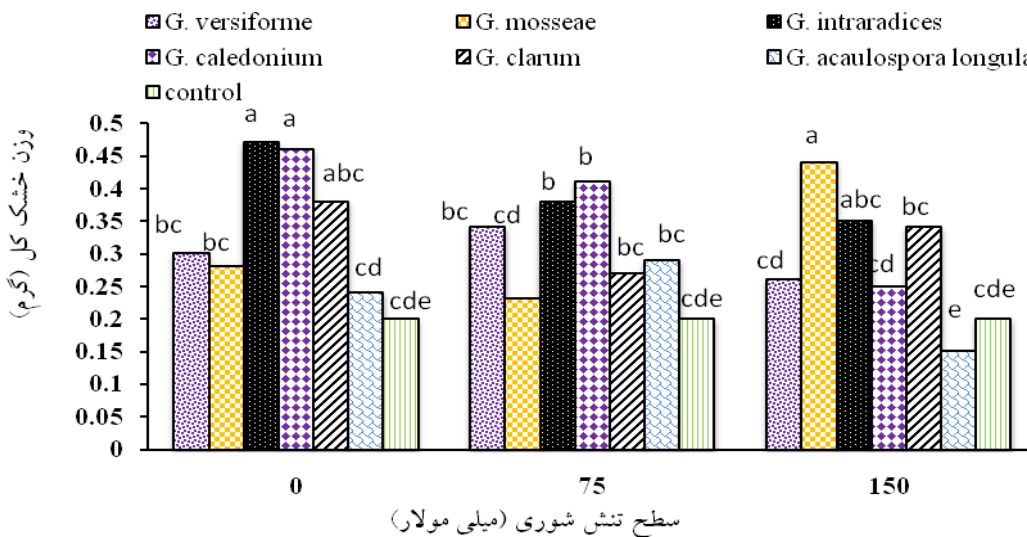 G. versiforme G. mosseae G. intraradices
G. caledonium G. clarum G. acaulospora longula
control
وزن خشک کل (گرم)
0.5
0.45
0.4
0.35
0.3
0.25
0.2
0.15
0.1
0.05
0
bc bc a a abc cd cde
bc cd b b bc bc cde
cd a abc cd bc e cde
0 75 150
سطح تنش شوری (میلی مولار)